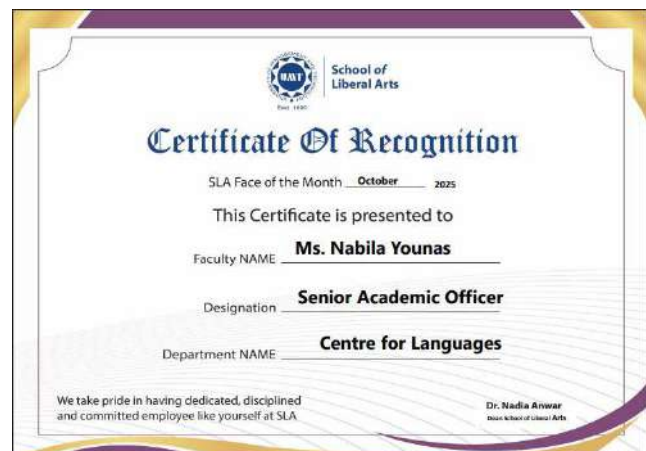 UMT
School of
Liberal Arts
Certificate Of Recognition
SLA Face of the Month October 2025
This Certificate is presented to
Faculty NAME Ms. Nabila Younas
Designation Senior Academic Officer
Department NAME Centre for Languages
We take pride in having dedicated, disciplined
and committed employee like yourself at SLA
Dr. Nadia Anwar
Dean School of Liberal Arts